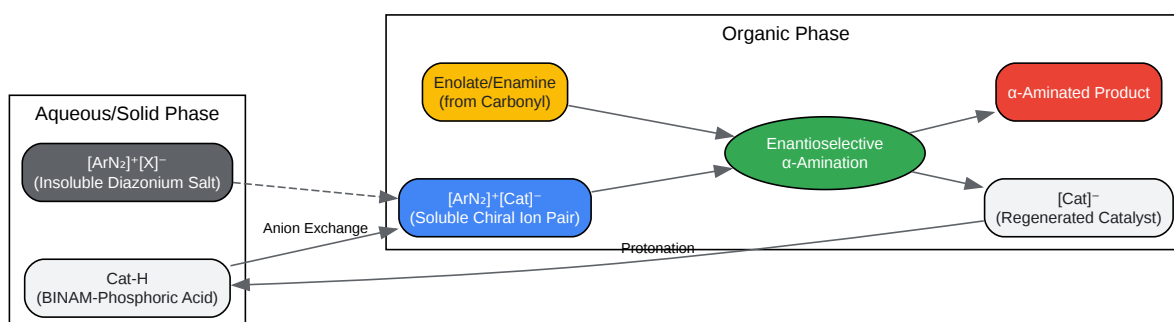 Organic Phase
Enolate/Enamine
(from Carbonyl)
α-Aminated Product
Aqueous/Solid Phase
Enantioselective
α-Amination
[ArN₂]⁺[X]⁻
(Insoluble Diazonium Salt)
[ArN₂]⁺[Cat]⁻
(Soluble Chiral Ion Pair)
[Cat]⁻
(Regenerated Catalyst)
Anion Exchange
Protonation
Cat-H
(BINAM-Phosphoric Acid)